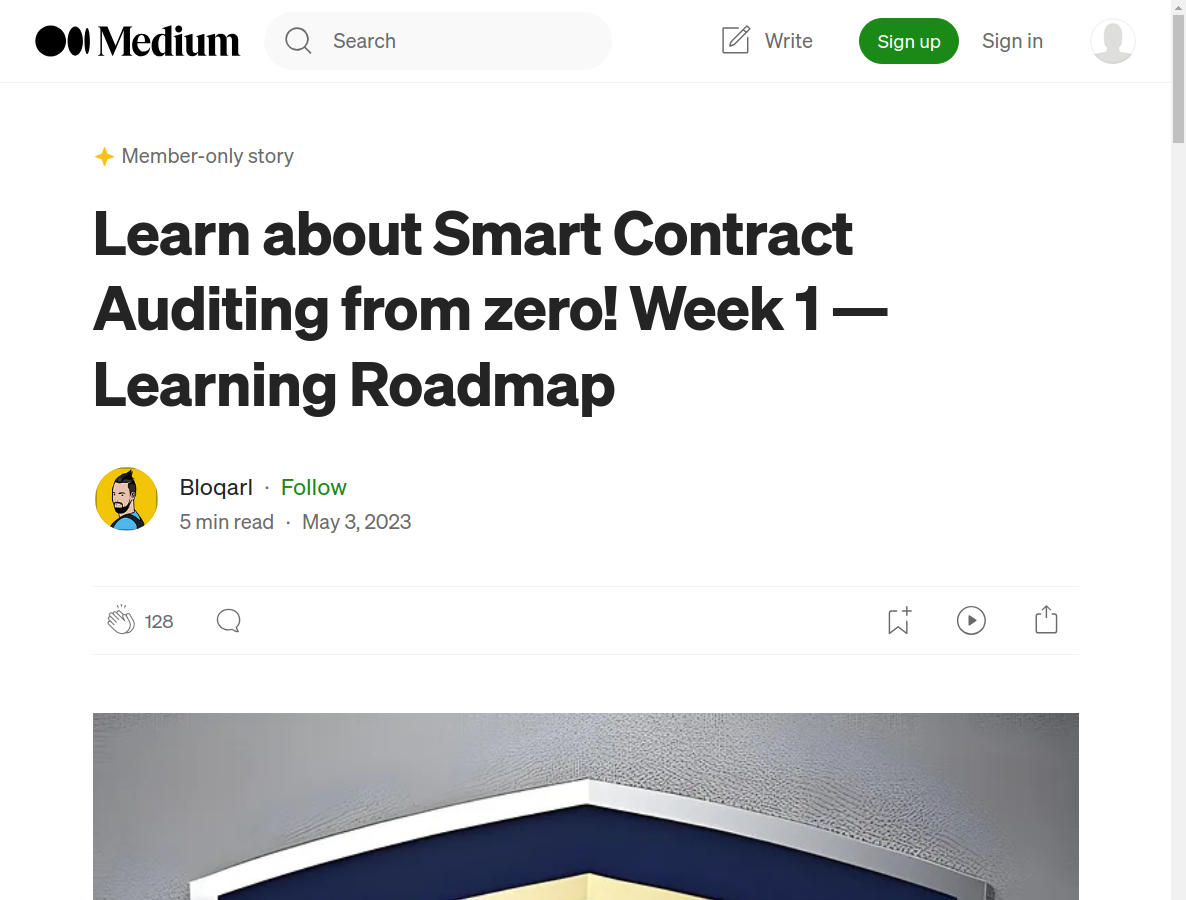 Medium
Search
Write
Sign up
Sign in
Member-only story
Learn about Smart Contract
Auditing from zero! Week 1 —
Learning Roadmap
Bloqarl · Follow
5 min read · May 3, 2023
128